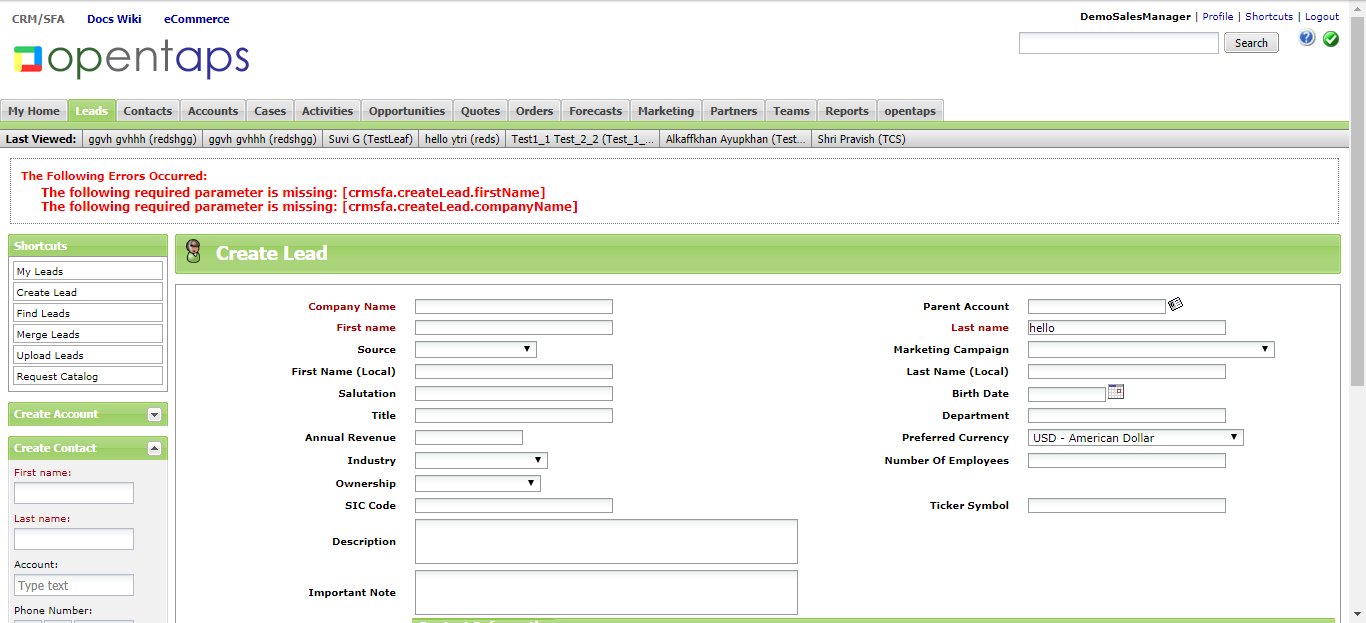 CRM/SFA Docs Wiki eCommerce
DemoSalesManager | Profile | Shortcuts | Logout
opentaps
Search
My Home Leads Contacts Accounts Cases Activities Opportunities Quotes Orders Forecasts Marketing Partners Teams Reports opentaps
Last Viewed: ggvh gvhhh (redshgg) ggvh gvhhh (redshgg) Suvi G (TestLeaf) hello ytri (reds) Test1_1 Test_2_2 (Test_1_... Alkaffkhan Ayupkhan (Test... Shri Pravish (TCS)
The Following Errors Occurred:
The following required parameter is missing: [crmsfa.createLead.firstName]
The following required parameter is missing: [crmsfa.createLead.companyName]
Shortcuts
My Leads
Create Lead
Find Leads
Merge Leads
Upload Leads
Request Catalog
Create Account
Create Contact
First name:
Last name:
Account:
Type text
Phone Number:
Create Lead
Company Name Parent Account
First name Last name hello
Source Marketing Campaign
First Name (Local) Last Name (Local)
Salutation Birth Date
Title Department
Annual Revenue Preferred Currency USD - American Dollar
Industry Number Of Employees
Ownership
SIC Code Ticker Symbol
Description
Important Note